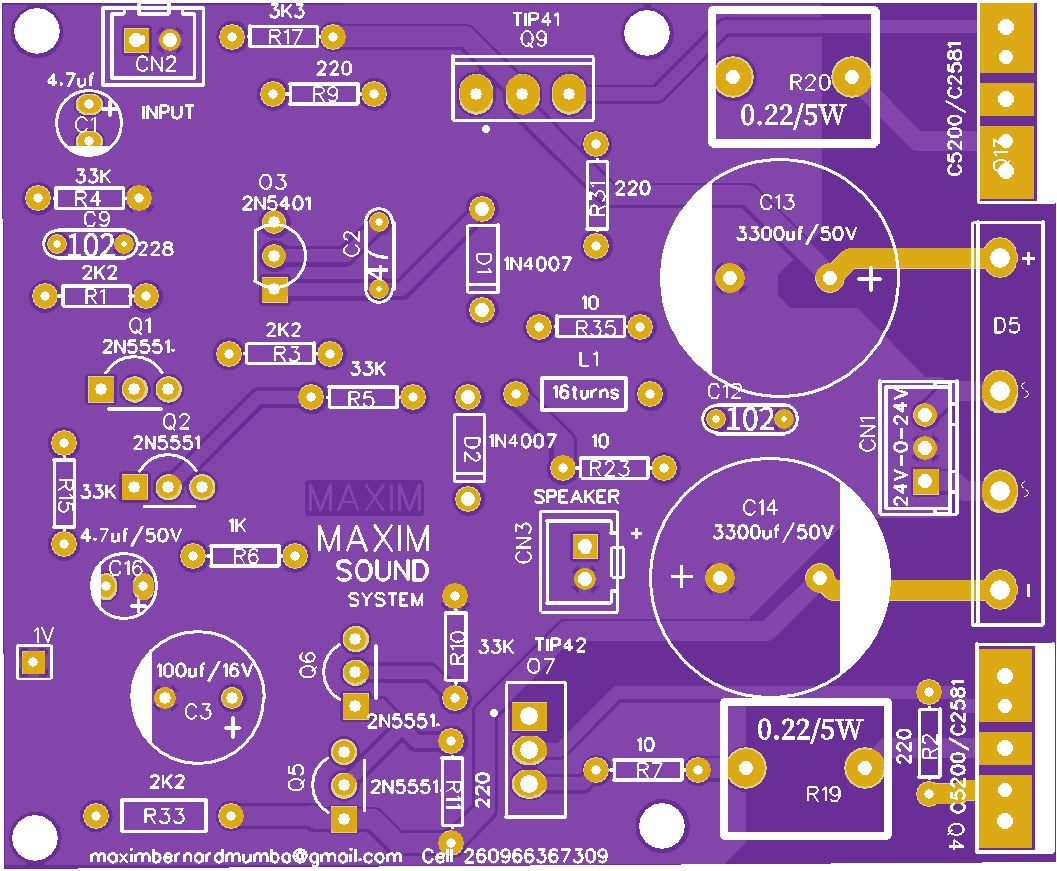 3K3
R17
CN2
INPUT
4.7uf
+
C1
220
R9
TIP41
Q9
R20
0.22/5W
C5200/C2581
Q13
33K
R4
C9
102
228
2K2
R1
O3
2N5401
C2
47
D1
1N4007
R31
220
C13
3300uf/50V
+
+
D5
10
R35
L1
16turns
Q1
2N5551.
2K2
R3
33K
R5
C12
102
CN1
24V-0-24V
Q2
2N5551
R15
33K
D2
1N4007
10
R23
SPEAKER
CN3
+
MAXIM
MAXIM
SOUND
SYSTEM
1K
R6
4.7uf/50V
C16
+
C14
3300uf/50V
+
-
1V
100uf/16V
C3
+
Q6
2N5551.
R10
33K
TIP42
O7
0.22/5W
R19
220
R2
C5200/C2581
Q5
2N5551.
R11
220
10
R7
2K2
R33
maximbernardmumba@gmail.com Cell 260966367309